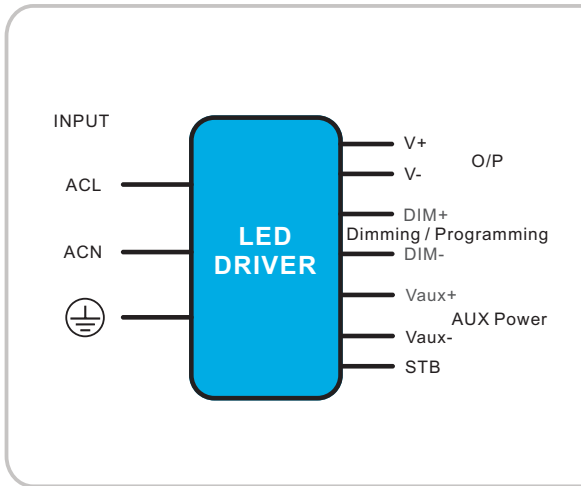 INPUT
ACL
ACN
LED
DRIVER
V+
O/P
V-
DIM+
Dimming / Programming
DIM-
Vaux+
AUX Power
Vaux-
STB